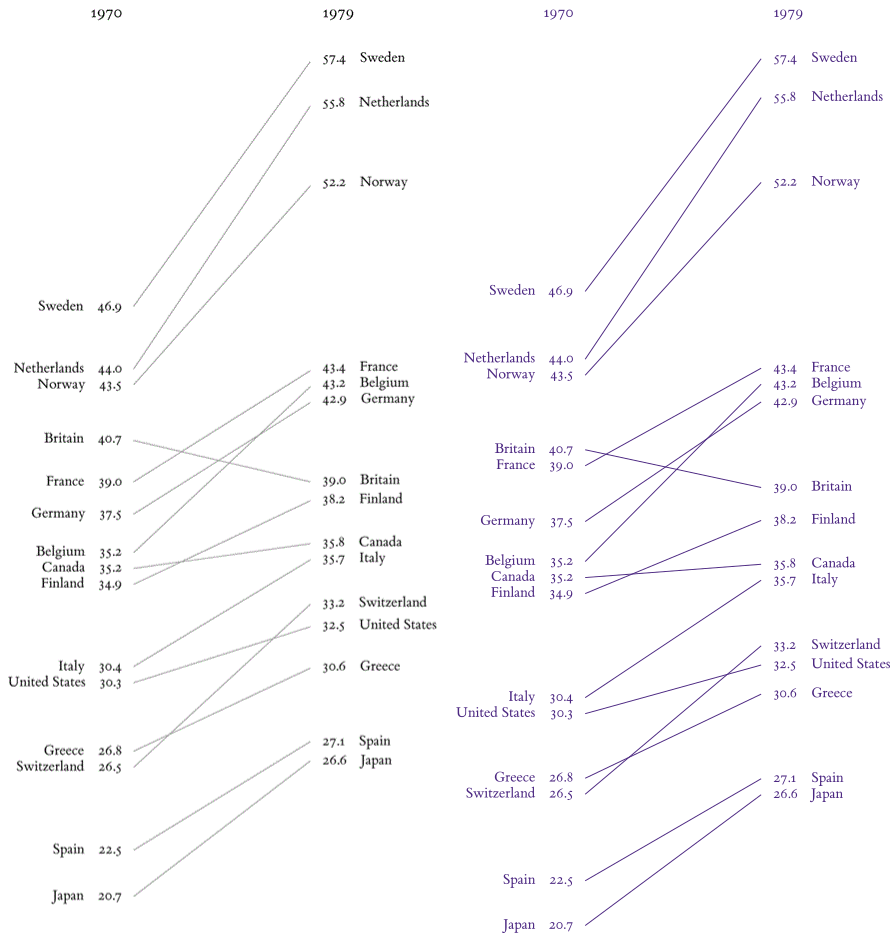 1970 1979
57.4 Sweden
55.8 Netherlands
52.2 Norway
Sweden 46.9
Netherlands 44.0
Norway 43.5
43.4 France
43.2 Belgium
42.9 Germany
Britain 40.7
France 39.0
39.0 Britain
38.2 Finland
Germany 37.5
35.8 Canada
Belgium 35.2
35.7 Italy
Canada 35.2
Finland 34.9
33.2 Switzerland
32.5 United States
Italy 30.4
30.6 Greece
United States 30.3
27.1 Spain
Greece 26.8
26.6 Japan
Switzerland 26.5
Spain 22.5
Japan 20.7
1970 1979
57.4 Sweden
55.8 Netherlands
52.2 Norway
Sweden 46.9
Netherlands 44.0
43.4 France
Norway 43.5
43.2 Belgium
42.9 Germany
Britain 40.7
France 39.0
39.0 Britain
38.2 Finland
Germany 37.5
Belgium 35.2
35.8 Canada
Canada 35.2
35.7 Italy
Finland 34.9
33.2 Switzerland
32.5 United States
30.6 Greece
Italy 30.4
United States 30.3
Greece 26.8
27.1 Spain
Switzerland 26.5
26.6 Japan
Spain 22.5
Japan 20.7